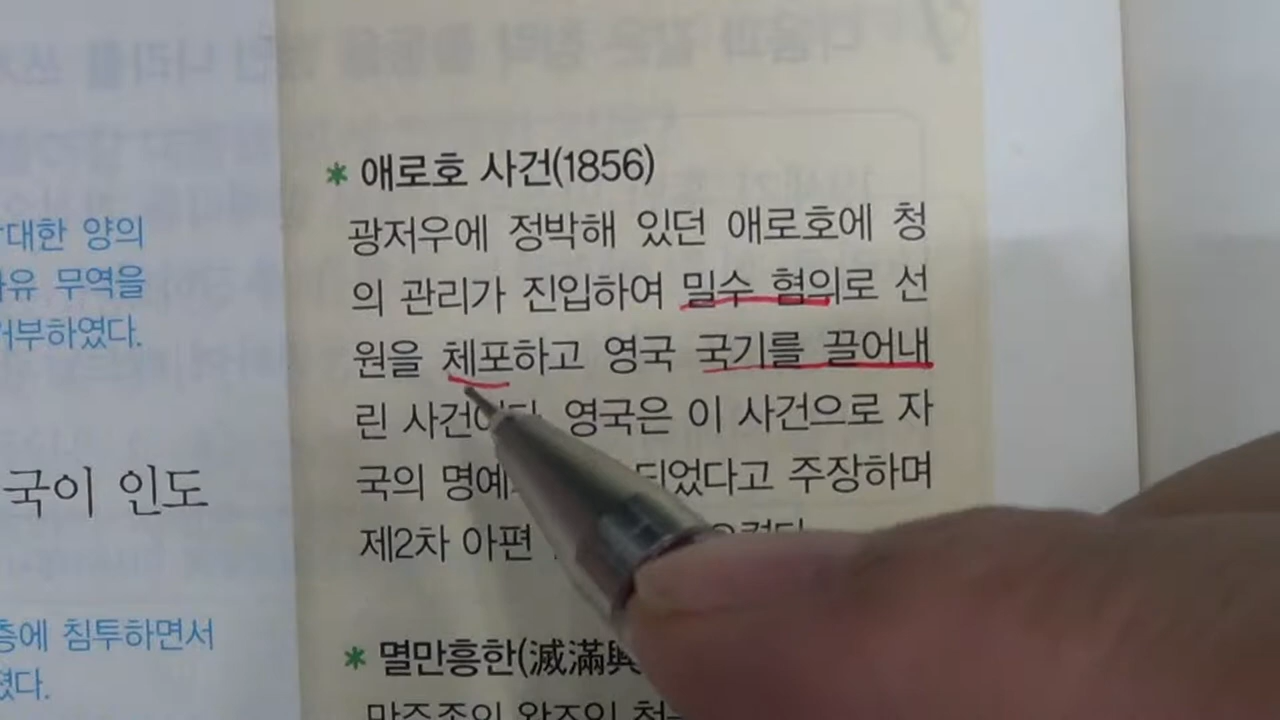 대한 양의
유 무역을
부하였다.
국이 인도
층에 침투하면서
졌다.
* 애로호 사건(1856)
광저우에 정박해 있던 애로호에 청
의 관리가 진입하여 밀수 혐의로 선
원을 체포하고 영국 국기를 끌어내
린 사건이다. 영국은 이 사건으로 자
국의 명예 되었다고 주장하며
제2차 아편
* 멸만흥한(滅滿興